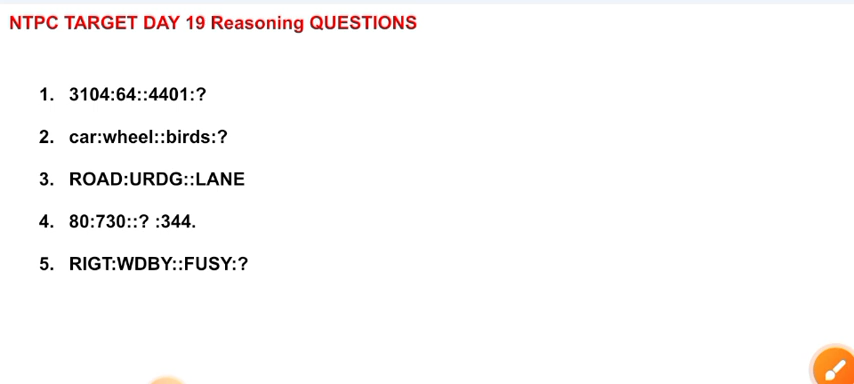 NTPC TARGET DAY 19 Reasoning QUESTIONS
1. 3104:64::4401:?
2. car:wheel::birds:?
3. ROAD:URDG::LANE
4. 80:730::? :344.
5. RIGT:WDBY::FUSY:?